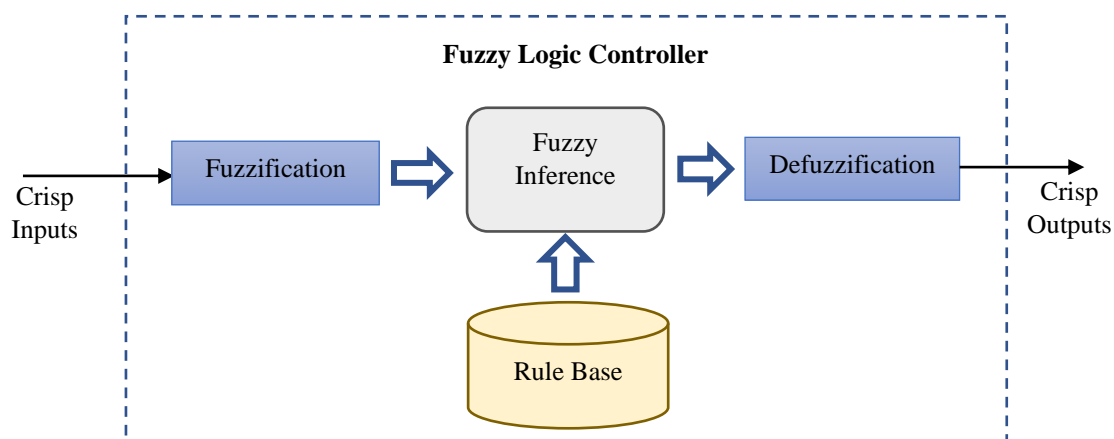 Fuzzy Logic Controller
Crisp
Inputs
Fuzzification
Fuzzy
Inference
Defuzzification
Crisp
Outputs
Rule Base